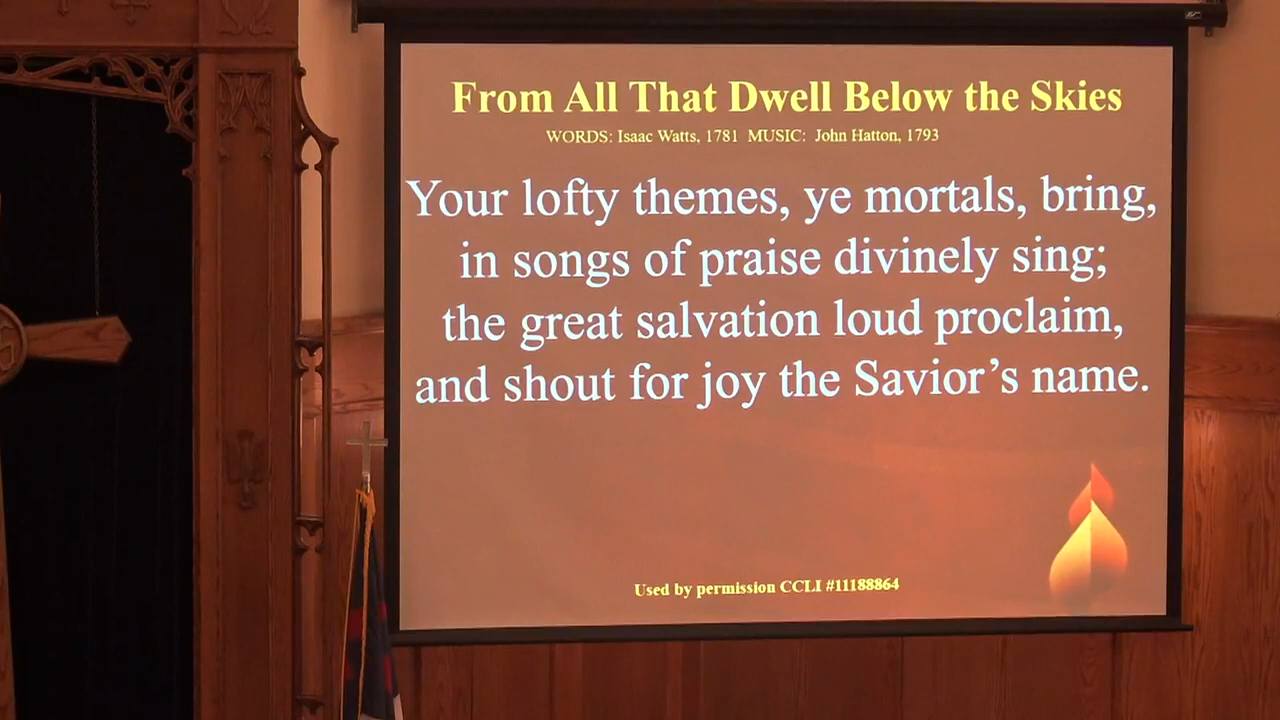 From All That Dwell Below the Skies
WORDS: Isaac Watts, 1781 MUSIC: John Hatton, 1793
Your lofty themes, ye mortals, bring,
in songs of praise divinely sing;
the great salvation loud proclaim,
and shout for joy the Savior’s name.
Used by permission CCLI #11188864